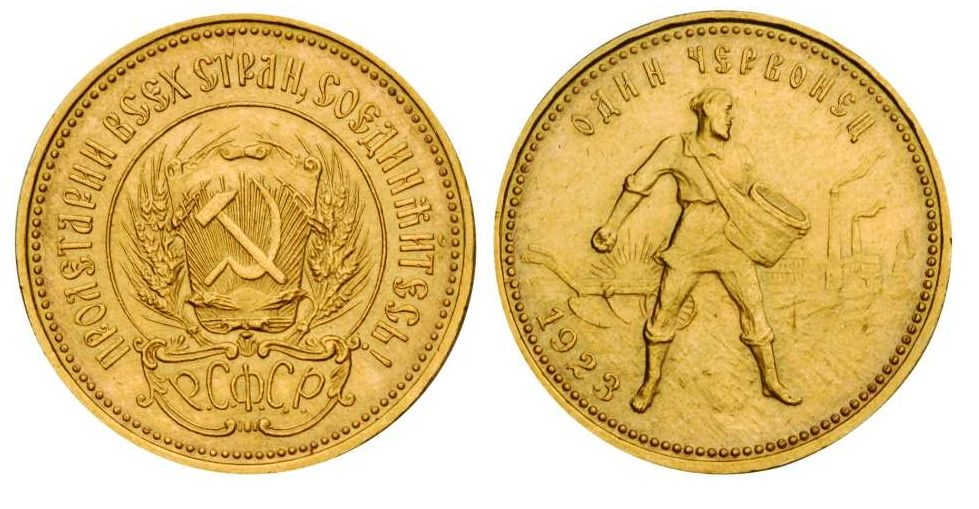 ПРОЛЕТАРИИ ВСЕХ СТРАН, СОЕДИНЯЙТЕСЬ!
Р.С.Ф.С.Р.
ОДИН ЧЕРВОНЕЦ
1923